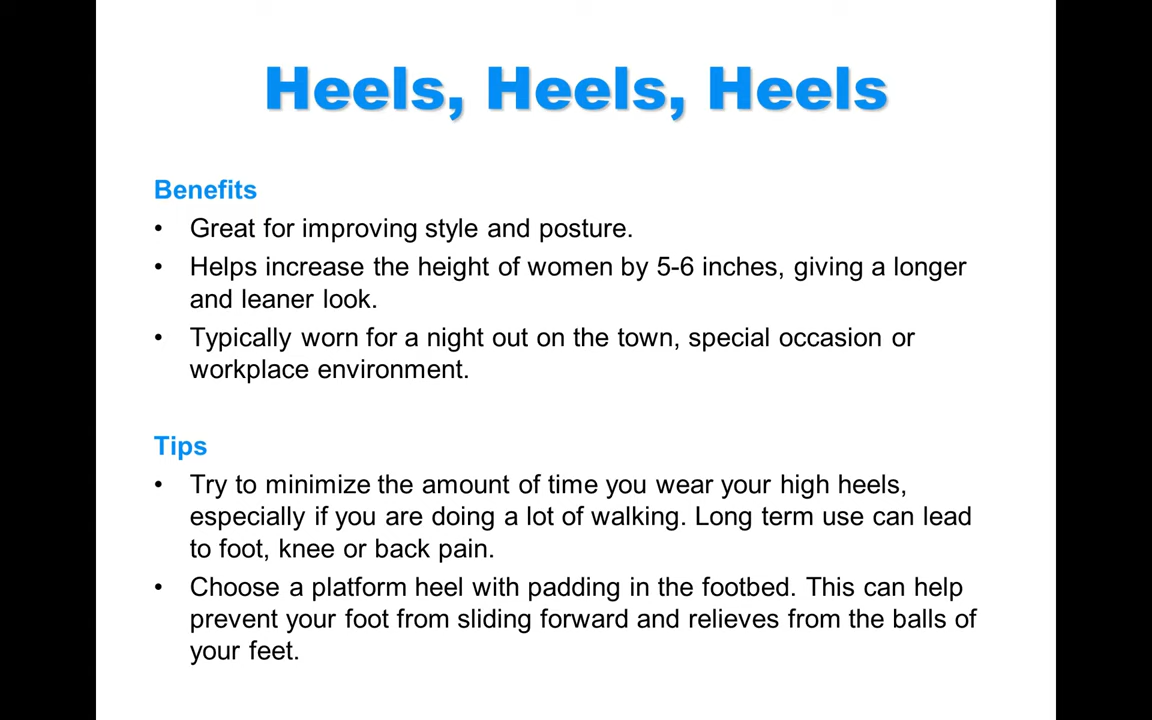 Heels, Heels, Heels
Benefits
• Great for improving style and posture.
• Helps increase the height of women by 5-6 inches, giving a longer
and leaner look.
• Typically worn for a night out on the town, special occasion or
workplace environment.
Tips
• Try to minimize the amount of time you wear your high heels,
especially if you are doing a lot of walking. Long term use can lead
to foot, knee or back pain.
• Choose a platform heel with padding in the footbed. This can help
prevent your foot from sliding forward and relieves from the balls of
your feet.